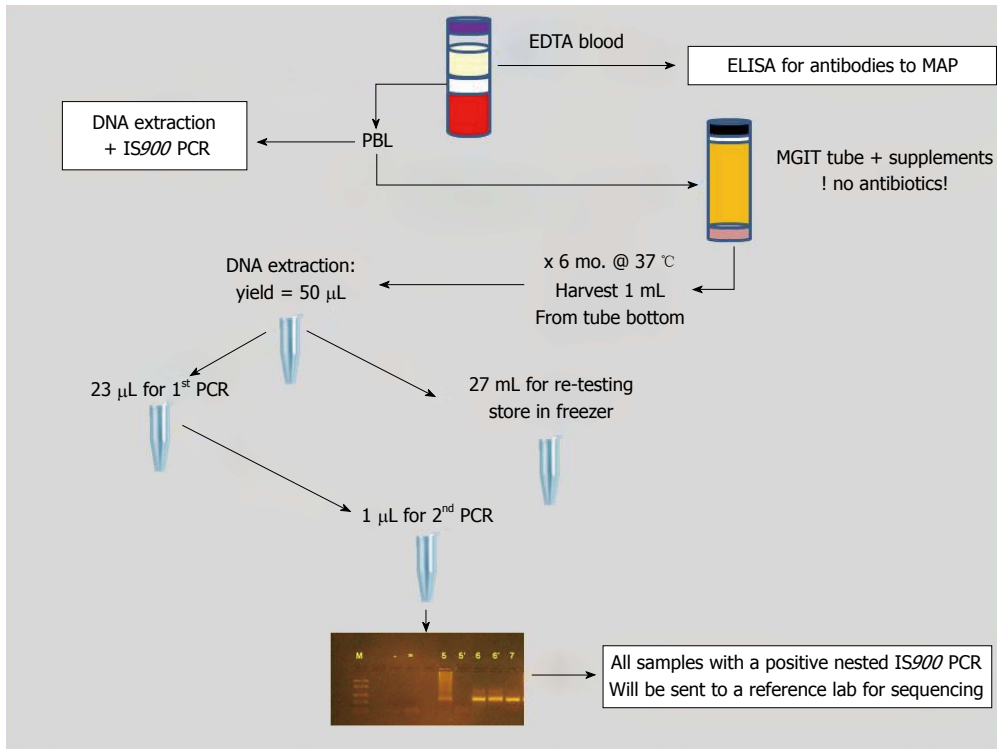 EDTA blood
ELISA for antibodies to MAP
DNA extraction
+ IS900 PCR
PBL
MGIT tube + supplements
! no antibiotics!
x 6 mo. @ 37 ℃
Harvest 1 mL
From tube bottom
DNA extraction:
yield = 50 μL
23 μL for 1st PCR
27 mL for re-testing
store in freezer
1 μL for 2nd PCR
M - = 5 5' 6 6' 7
All samples with a positive nested IS900 PCR
Will be sent to a reference lab for sequencing